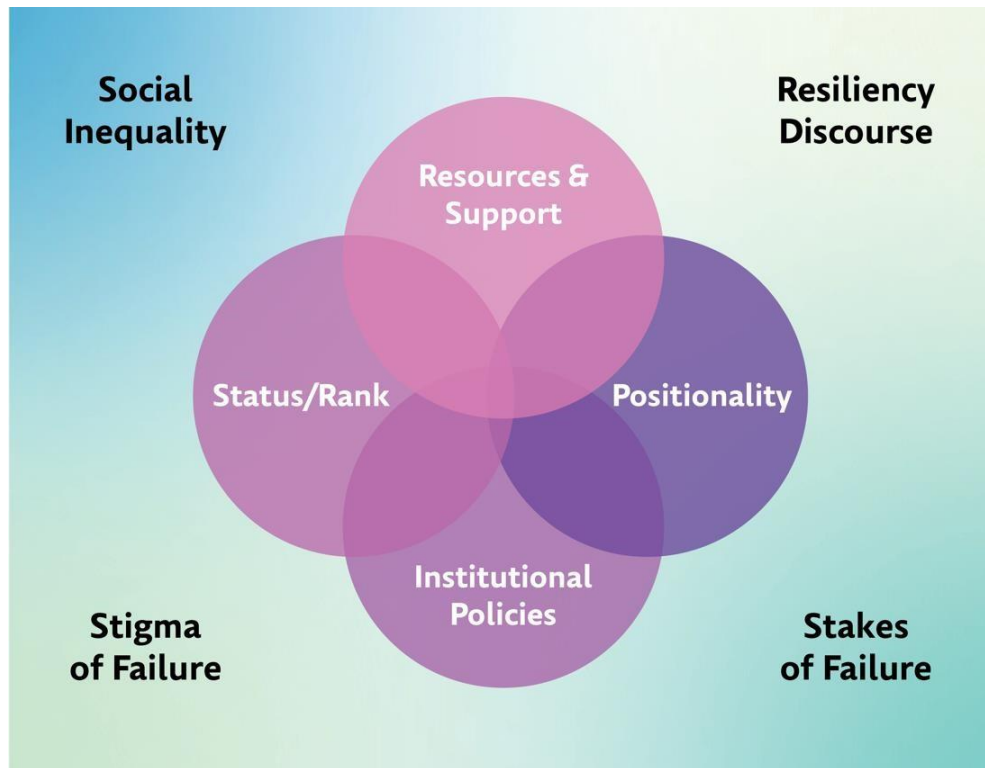 Social
Inequality
Resiliency
Discourse
Resources &
Support
Status/Rank
Positionality
Institutional
Policies
Stigma
of Failure
Stakes
of Failure